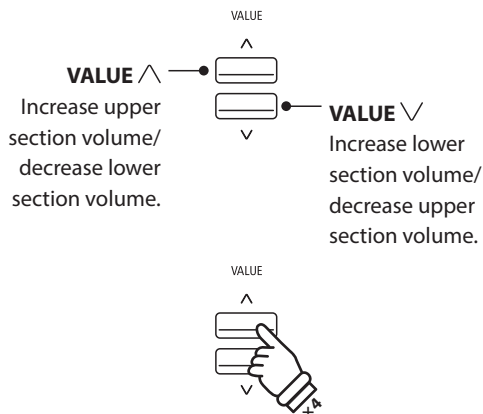 VALUE
VALUE ∧
Increase upper
section volume/
decrease lower
section volume.
VALUE ∨
Increase lower
section volume/
decrease upper
section volume.
VALUE
×4